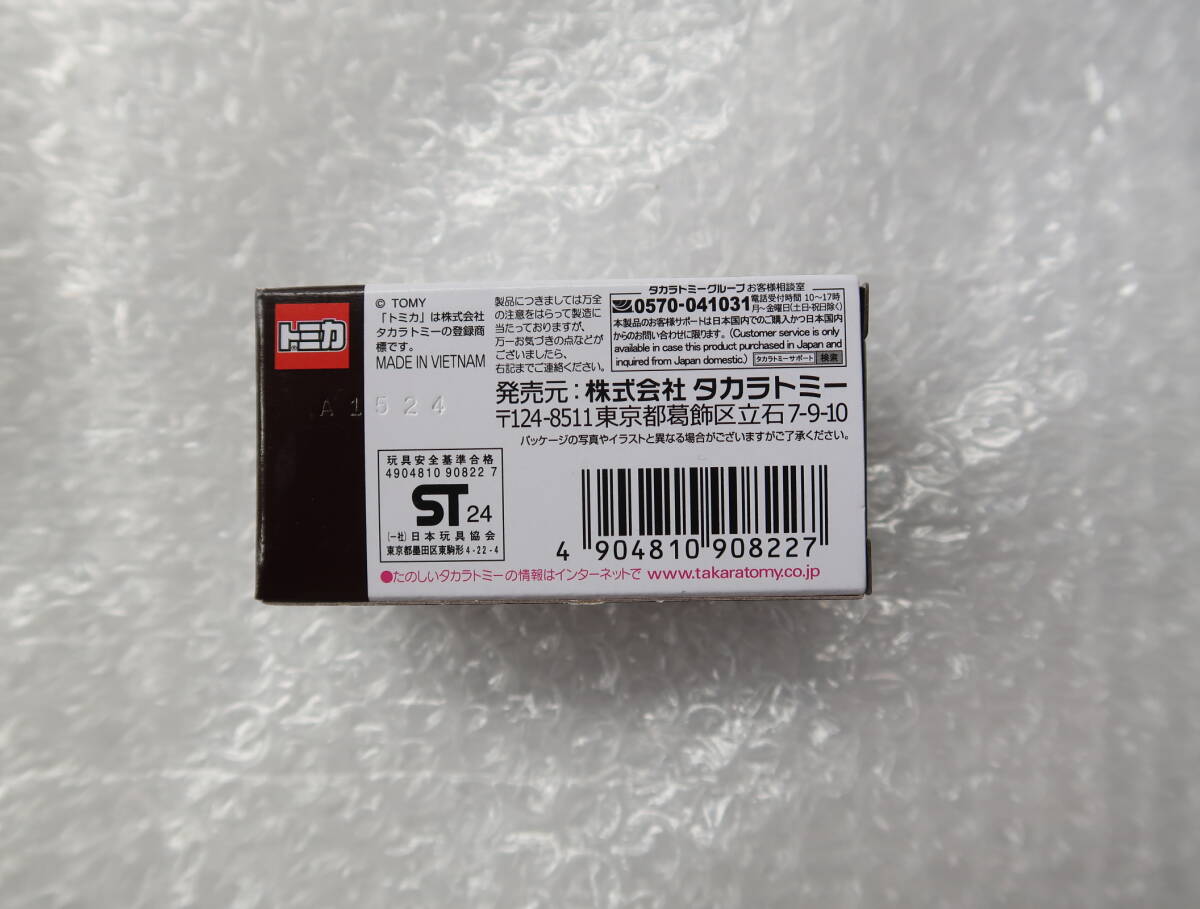 トミカ
© TOMY
「トミカ」は株式会社
タカラトミーの登録商
標です。
MADE IN VIETNAM
A1524
製品につきましては万全
の注意をはらって製造に
当たっておりますが、
万一お気づきの点などが
ございましたら、
右記までご連絡ください。
タカラトミーグループ お客様相談室
0570-041031 電話受付時間 10〜17時
月〜金曜日(土日・祝日除く)
本製品のお客様サポートは日本国内でのご購入かつ日本国内
からのお問い合わせに限ります。(Customer service is only
available in case this product purchased in Japan and
inquired from Japan domestic.) タカラトミーサポート 検索
発売元：株式会社 タカラトミー
〒124-8511 東京都葛飾区立石7-9-10
パッケージの写真やイラストと異なる場合がございますがご了承ください。
玩具安全基準合格
4904810 90822 7
ST 24
(一社)日本玩具協会
東京都墨田区東駒形4-22-4
4 904810 908227
●たのしいタカラトミーの情報はインターネットで www.takaratomy.co.jp